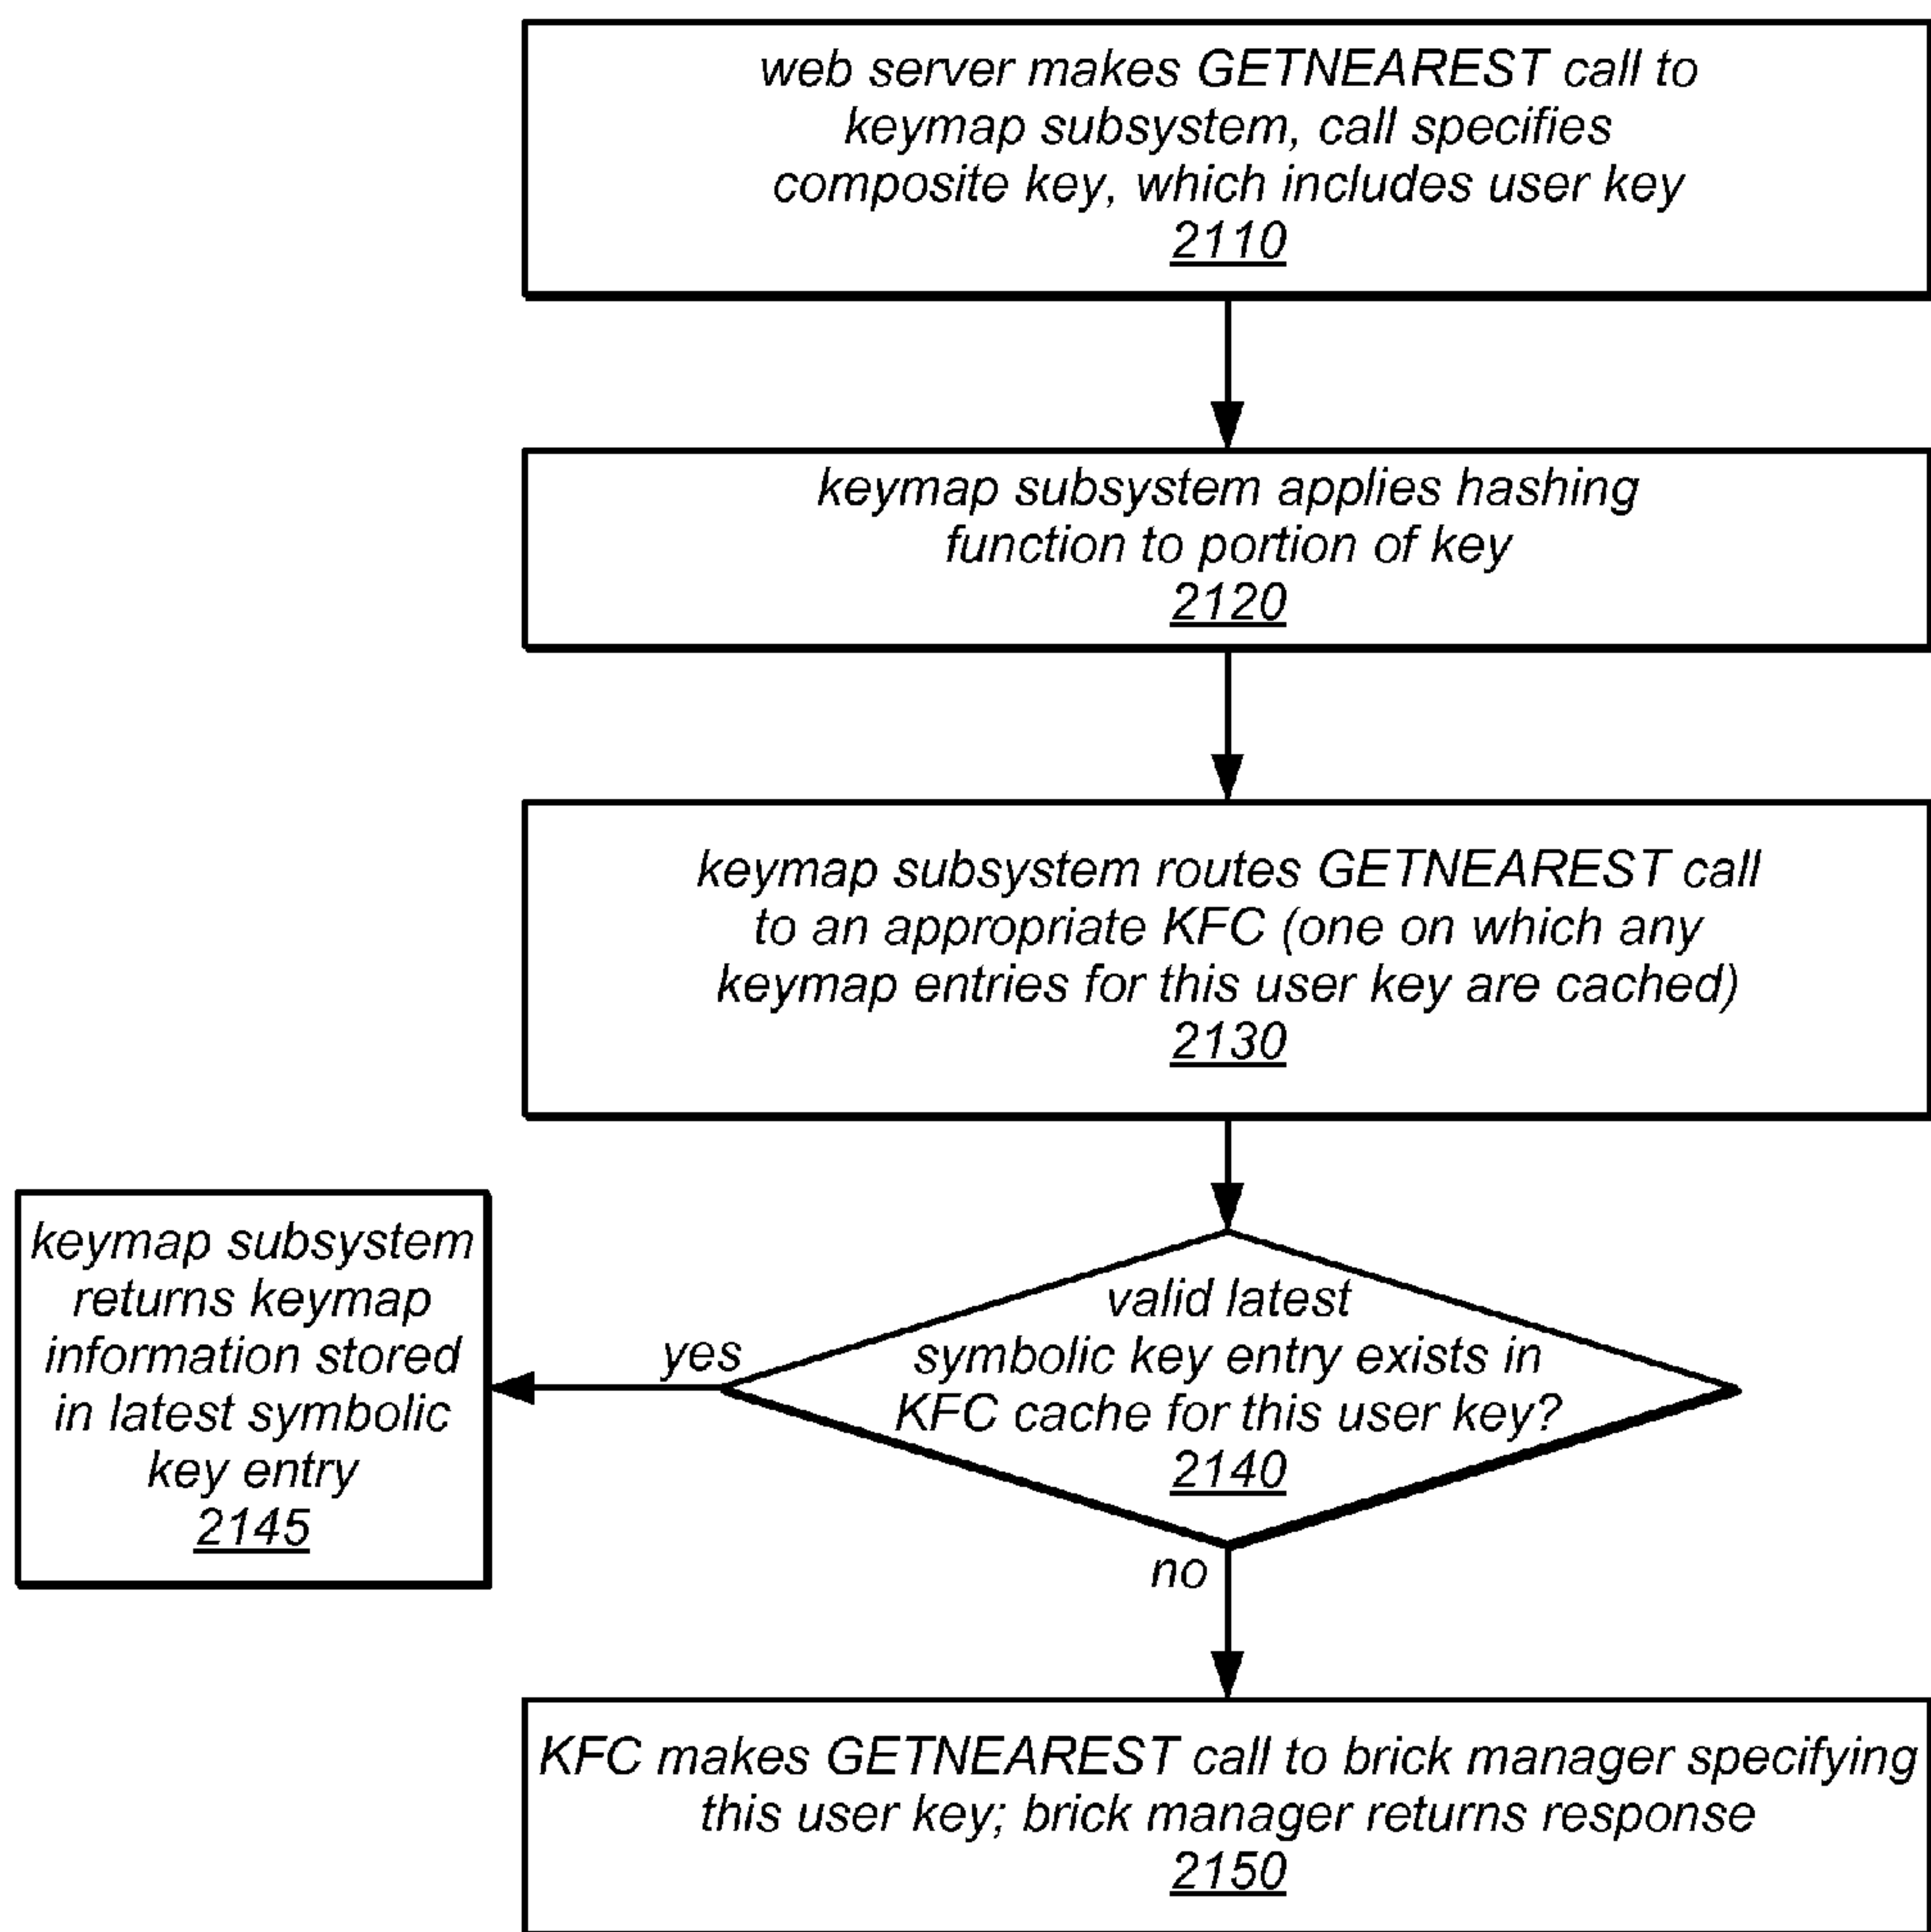 web server makes GETNEAREST call to
keymap subsystem, call specifies
composite key, which includes user key
2110
keymap subsystem applies hashing
function to portion of key
2120
keymap subsystem routes GETNEAREST call
to an appropriate KFC (one on which any
keymap entries for this user key are cached)
2130
valid latest
symbolic key entry exists in
KFC cache for this user key?
2140
yes
keymap subsystem
returns keymap
information stored
in latest symbolic
key entry
2145
no
KFC makes GETNEAREST call to brick manager specifying
this user key; brick manager returns response
2150